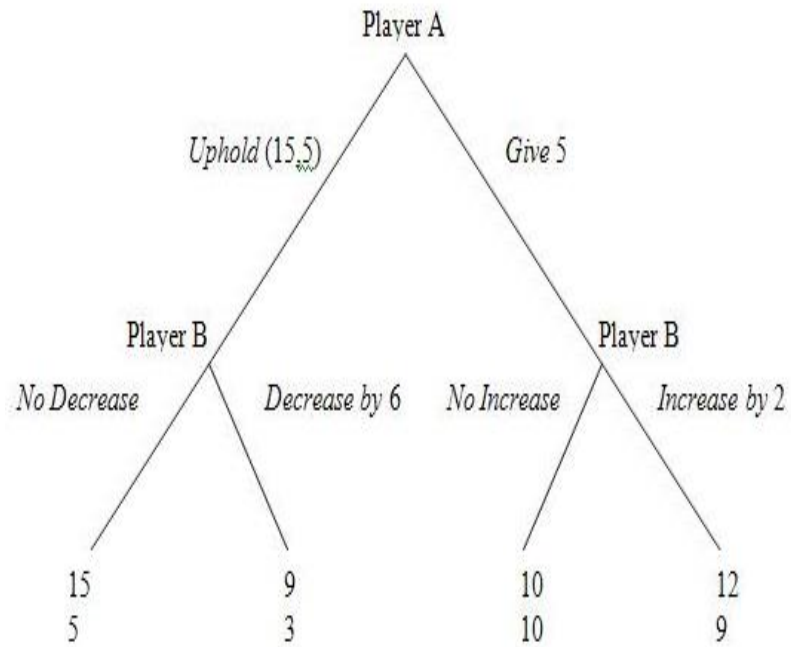 Player A
Uphold (15,5)
Give 5
Player B
Player B
No Decrease
Decrease by 6
No Increase
Increase by 2
15
9
10
12
5
3
10
9